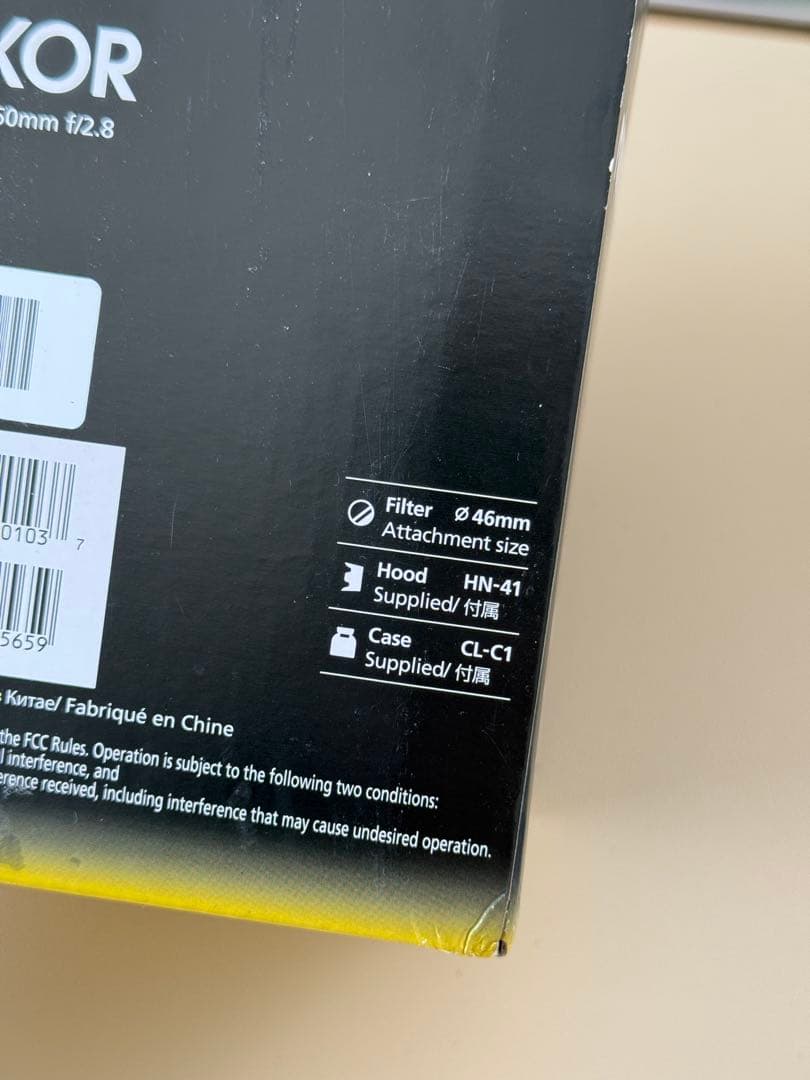 KOR
50mm f/2.8
0103 7
5659
Filter ⌀46mm
Attachment size
Hood HN-41
Supplied/ 付属
Case CL-C1
Supplied/ 付属
Китае/ Fabriqué en Chine
the FCC Rules. Operation is subject to the following two conditions:
l interference, and
erence received, including interference that may cause undesired operation.